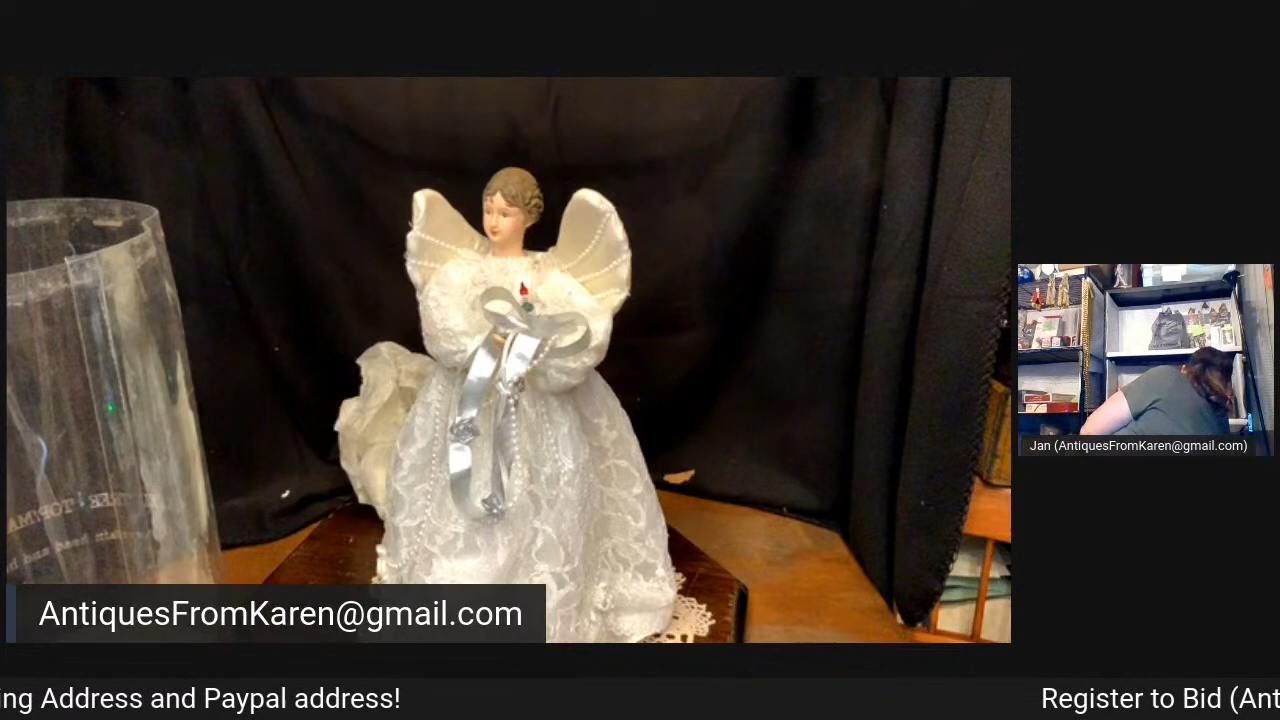 AntiquesFromKaren@gmail.com
Jan (AntiquesFromKaren@gmail.com)
ing Address and Paypal address!
Register to Bid (Ant